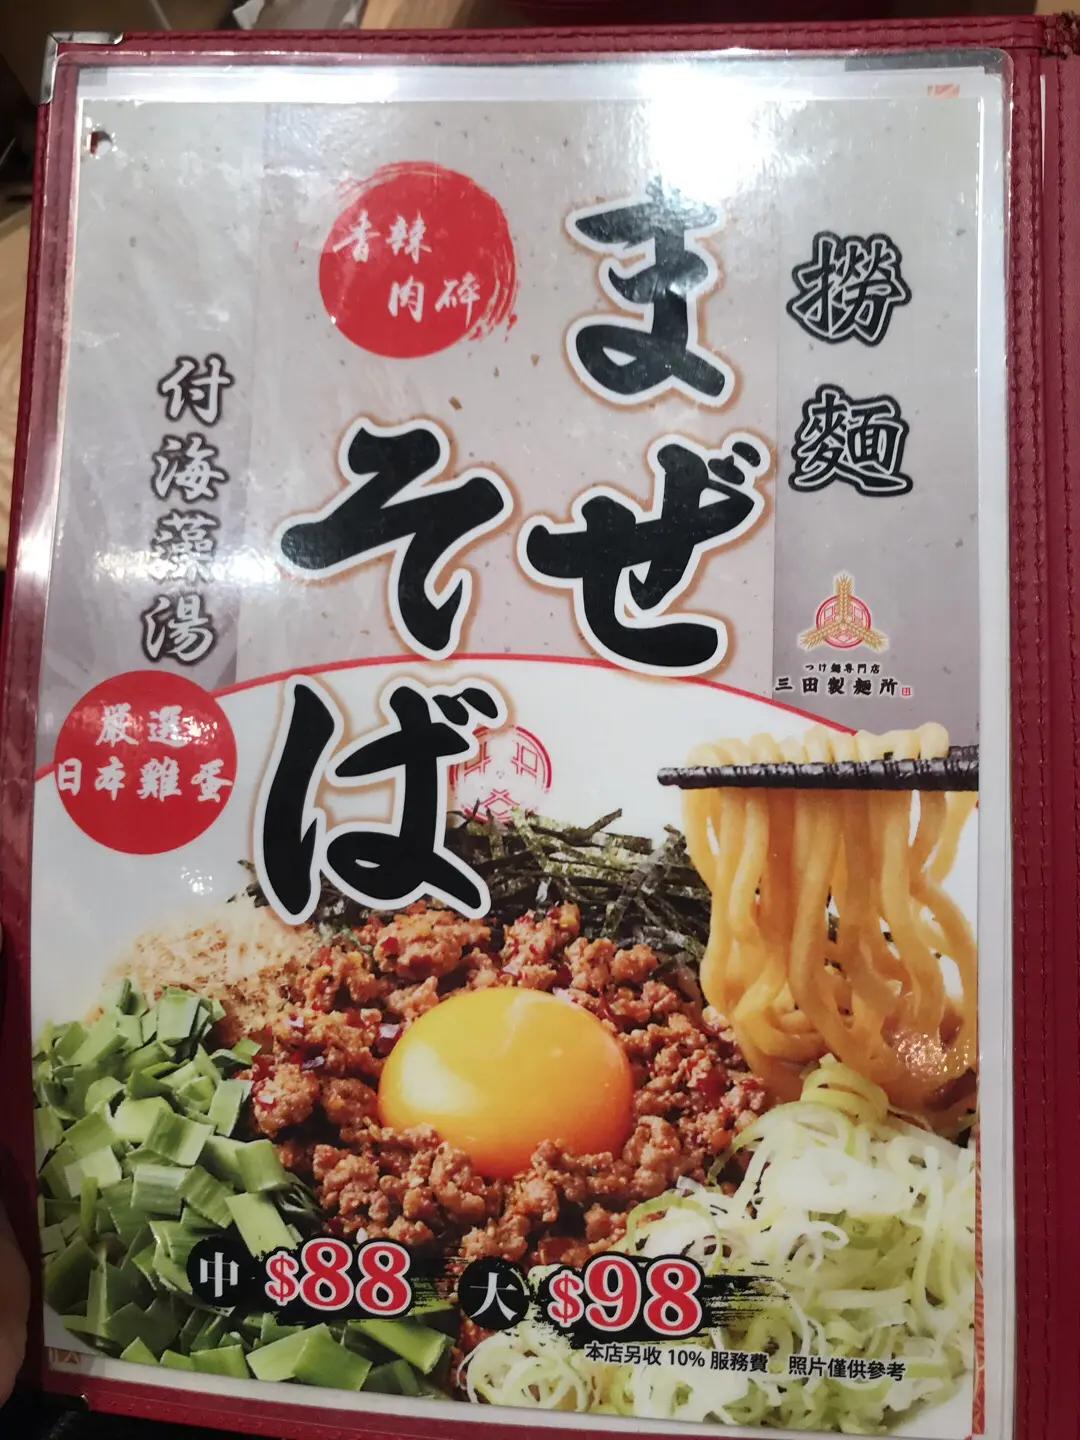 撈麵
まぜ
そば
香辣
肉碎
付海藻湯
厳選
日本雞蛋
つけ麺専門店
三田製麺所
中 $88
大 $98
本店另收 10% 服務費 照片僅供參考